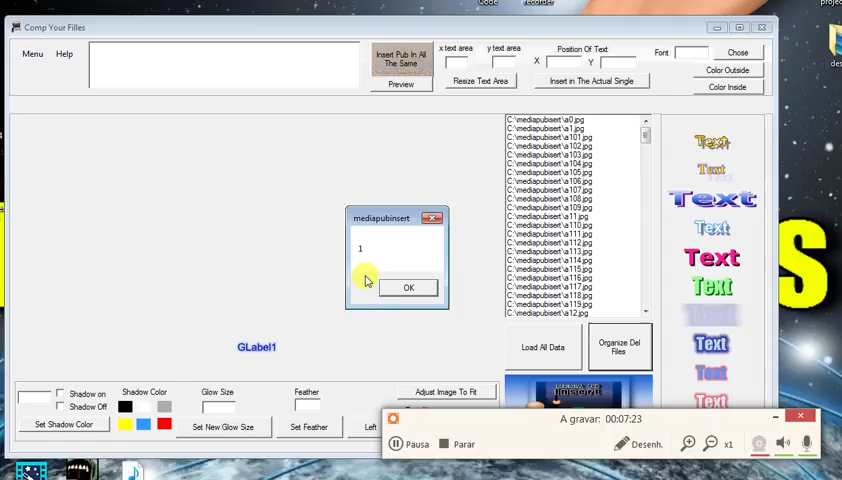 Code
recorder
projec
Comp Your Filles
des
Menu
Help
Insert Pub In All
The Same
Preview
x text area
y text area
Position Of Text
X
Y
Font
Chose
Resize Text Area
Insert in The Actual Single
Color Outside
Color Inside
C:\mediapubisert\a0.jpg
C:\mediapubisert\a1.jpg
C:\mediapubisert\a101.jpg
C:\mediapubisert\a102.jpg
C:\mediapubisert\a103.jpg
C:\mediapubisert\a104.jpg
C:\mediapubisert\a105.jpg
C:\mediapubisert\a106.jpg
C:\mediapubisert\a107.jpg
C:\mediapubisert\a108.jpg
C:\mediapubisert\a109.jpg
C:\mediapubisert\a11.jpg
C:\mediapubisert\a110.jpg
C:\mediapubisert\a111.jpg
C:\mediapubisert\a112.jpg
C:\mediapubisert\a113.jpg
C:\mediapubisert\a114.jpg
C:\mediapubisert\a115.jpg
C:\mediapubisert\a116.jpg
C:\mediapubisert\a117.jpg
C:\mediapubisert\a118.jpg
C:\mediapubisert\a119.jpg
C:\mediapubisert\a12.jpg
Text
Text
Text
Text
Text
Text
Text
Text
Text
Text
S
mediapubinsert
1
OK
GLabel1
Load All Data
Organize Del
Files
Shadow on
Shadow Off
Set Shadow Color
Shadow Color
Glow Size
Set New Glow Size
Feather
Set Feather
Adjust Image To Fit
Left
A gravar: 00:07:23
Pausa
Parar
Desenh.
x1